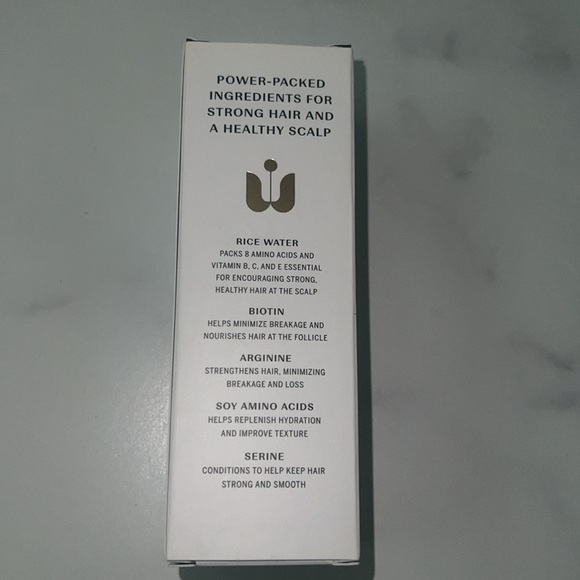 POWER-PACKED
INGREDIENTS FOR
STRONG HAIR AND
A HEALTHY SCALP
RICE WATER
PACKS 8 AMINO ACIDS AND
VITAMIN B, C, AND E ESSENTIAL
FOR ENCOURAGING STRONG,
HEALTHY HAIR AT THE SCALP
BIOTIN
HELPS MINIMIZE BREAKAGE AND
NOURISHES HAIR AT THE FOLLICLE
ARGININE
STRENGTHENS HAIR, MINIMIZING
BREAKAGE AND LOSS
SOY AMINO ACIDS
HELPS REPLENISH HYDRATION
AND IMPROVE TEXTURE
SERINE
CONDITIONS TO HELP KEEP HAIR
STRONG AND SMOOTH